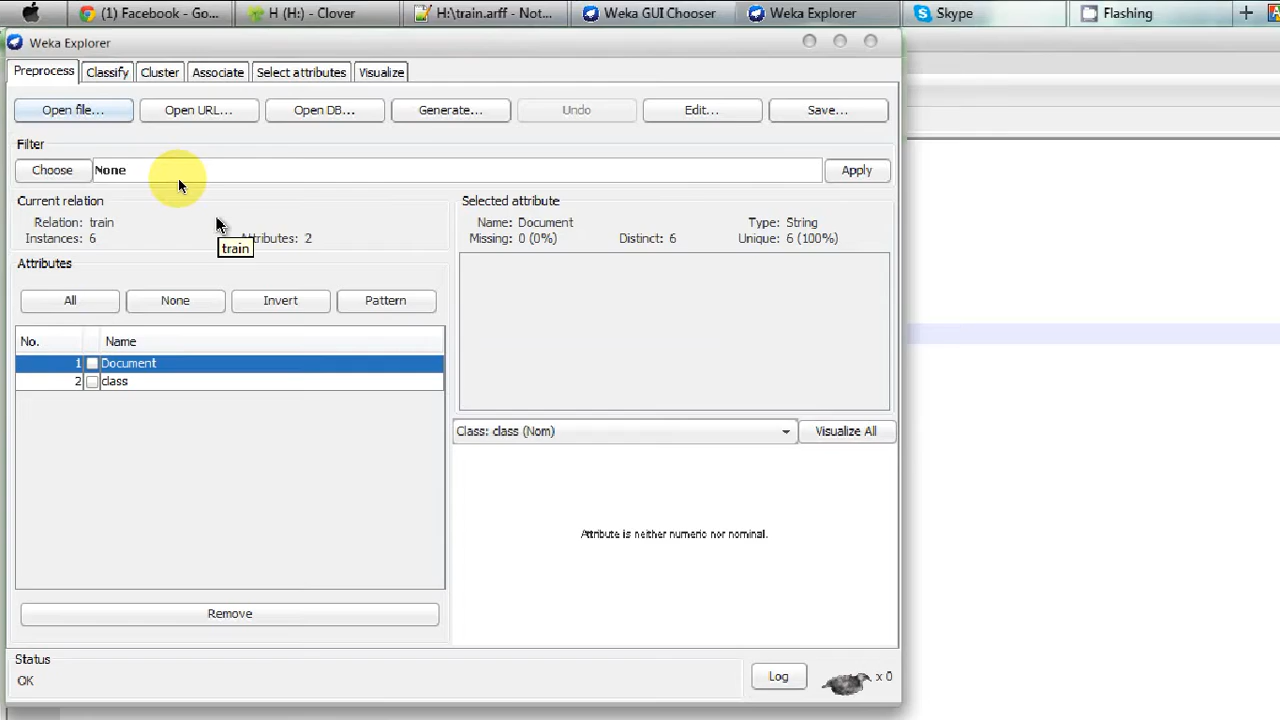 (1) Facebook - Go... H (H:) - Clover H:\train.arff - Not... Weka GUI Chooser Weka Explorer Skype Flashing
Weka Explorer
Preprocess Classify Cluster Associate Select attributes Visualize
Open file... Open URL... Open DB... Generate... Undo Edit... Save...
Filter
Choose None Apply
Current relation
Relation: train
Instances: 6 Attributes: 2
train
Selected attribute
Name: Document Type: String
Missing: 0 (0%) Distinct: 6 Unique: 6 (100%)
Attributes
All None Invert Pattern
No. Name
1 Document
2 class
Class: class (Nom) Visualize All
Attribute is neither numeric nor nominal.
Remove
Status
OK
Log x 0